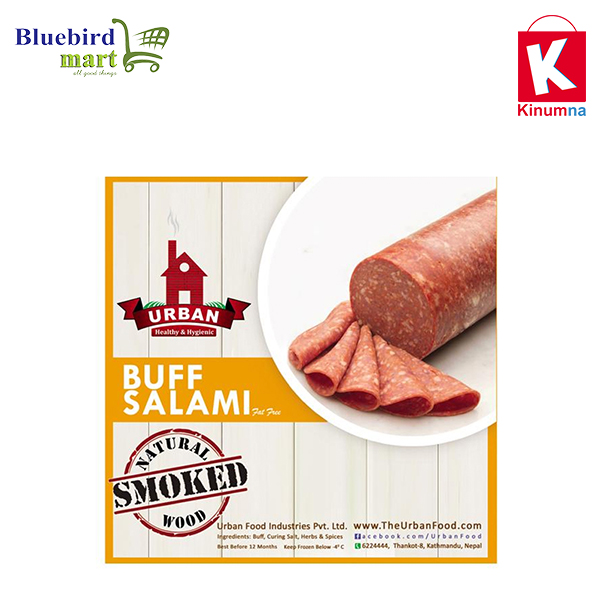 Bluebird
mart
all good things
K
Kinumna
URBAN
Healthy & Hygienic
BUFF
SALAMI Fat Free
NATURAL
SMOKED
WOOD
Urban Food Industries Pvt. Ltd. www.TheUrbanFood.com
Ingredients: Buff, Curing Salt, Herbs & Spices facebook.com/UrbanFood
Best Before 12 Months Keep Frozen Below -4° C 6224444, Thankot-8, Kathmandu, Nepal